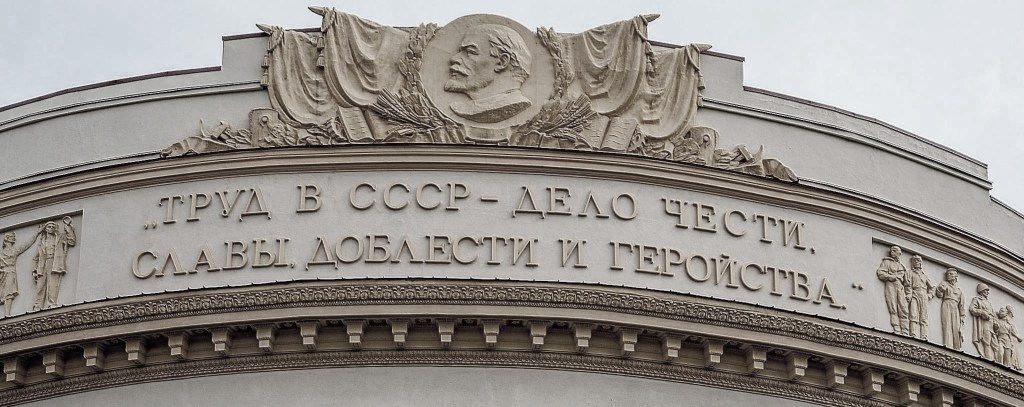 „ТРУД В СССР – ДЕЛО ЧЕСТИ,
СЛАВЫ, ДОБЛЕСТИ И ГЕРОЙСТВА.“